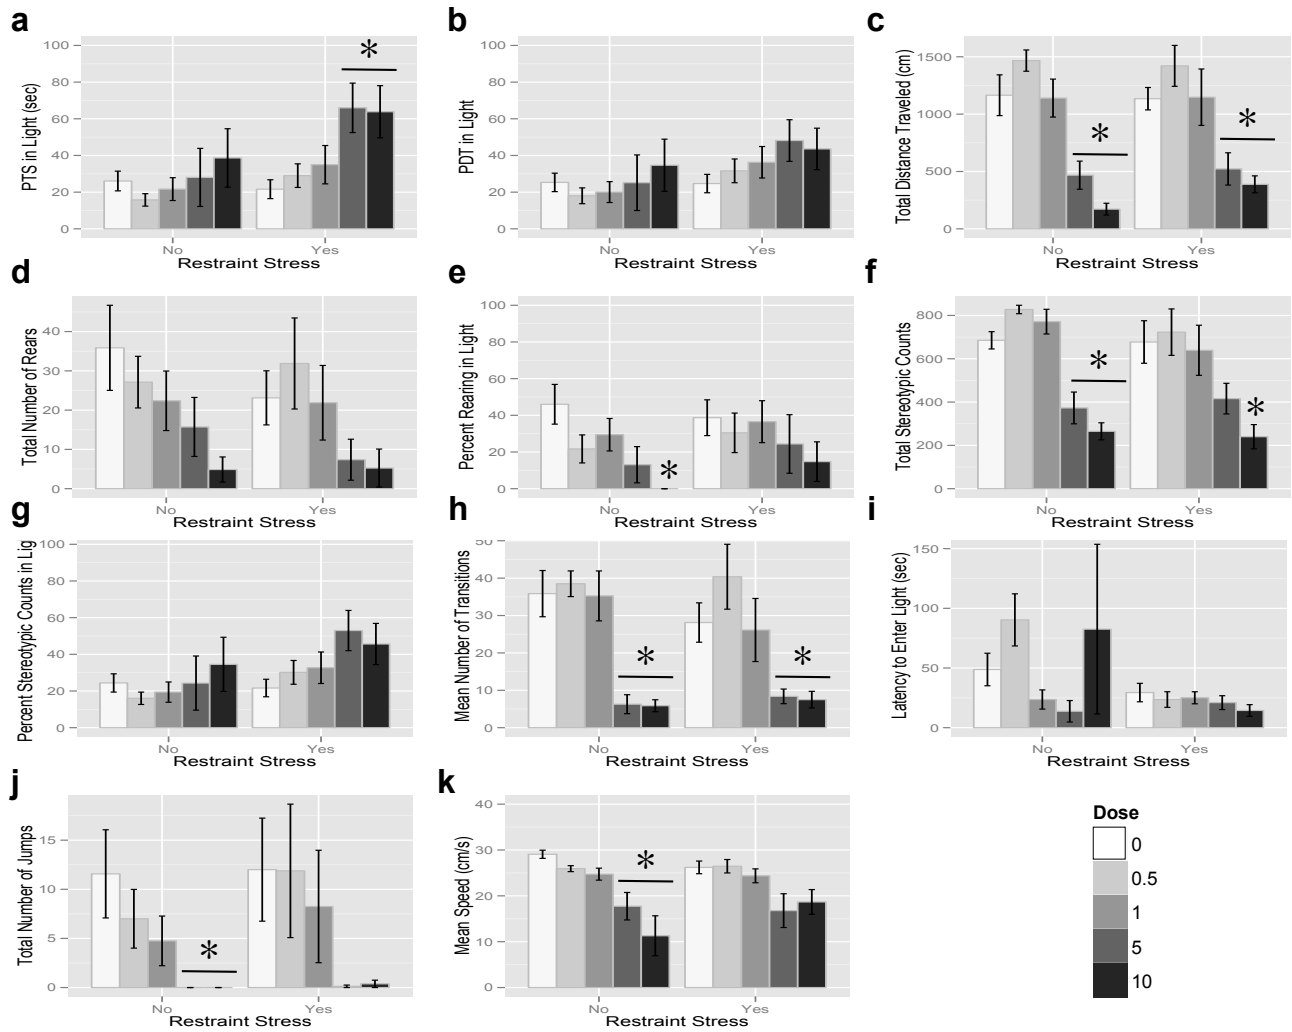 a
PTS in Light (sec)
100
80
60
40
20
0
*
No
Yes
Restraint Stress
b
PDT in Light
100
80
60
40
20
0
No
Yes
Restraint Stress
c
Total Distance Traveled (cm)
1500
1000
500
0
*
*
No
Yes
Restraint Stress
d
Total Number of Rears
40
30
20
10
0
No
Yes
Restraint Stress
e
Percent Rearing in Light
100
80
60
40
20
0
*
No
Yes
Restraint Stress
f
Total Stereotypic Counts
800
600
400
200
0
*
*
No
Yes
Restraint Stress
g
Percent Stereotypic Counts in Lig
100
80
60
40
20
0
No
Yes
Restraint Stress
h
Mean Number of Transitions
50
40
30
20
10
0
*
*
No
Yes
Restraint Stress
i
Latency to Enter Light (sec)
150
100
50
0
No
Yes
Restraint Stress
j
Total Number of Jumps
15
10
5
0
*
No
Yes
Restraint Stress
k
Mean Speed (cm/s)
40
30
20
10
0
*
No
Yes
Restraint Stress
Dose
0
0.5
1
5
10